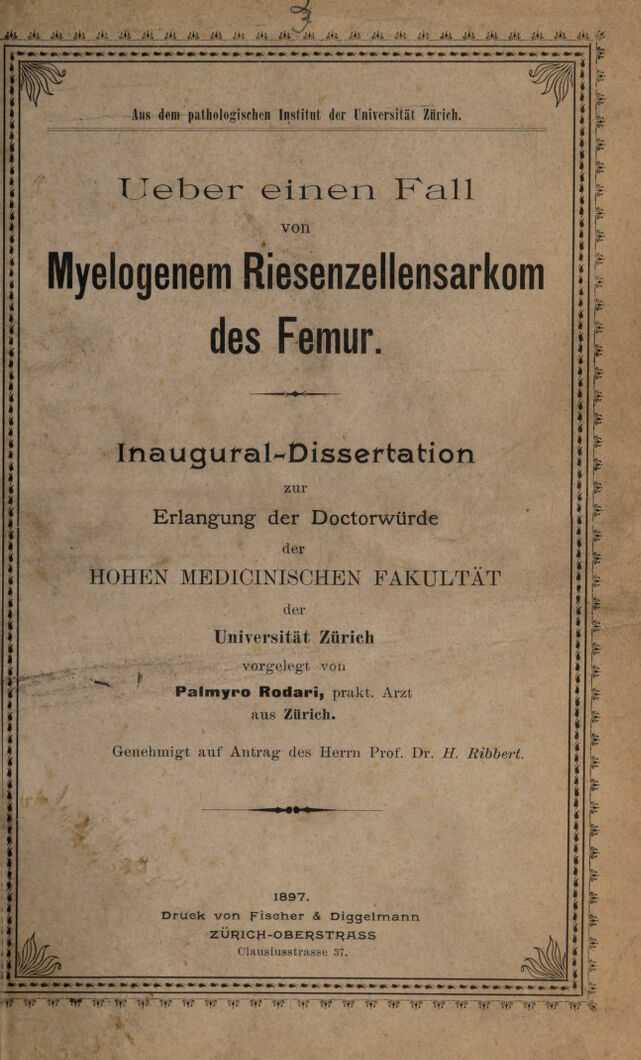 3
Aus dem pathologischen Institut der Universität Zürich.
Ueber einen Fall
von
Myelogenem Riesenzellensarkom
des Femur.
Inaugural-Dissertation
zur
Erlangung der Doctorwürde
der
HOHEN MEDICINISCHEN FAKULTÄT
der
Universität Zürich
vorgelegt von
Palmyro Rodari, prakt. Arzt
aus Zürich.
Genehmigt auf Antrag des Herrn Prof. Dr. H. Ribbert.
1897.
Druck von Fischer & Diggelmann
ZÜRICH-OBERSTRASS
Clausiusstrasse 37.